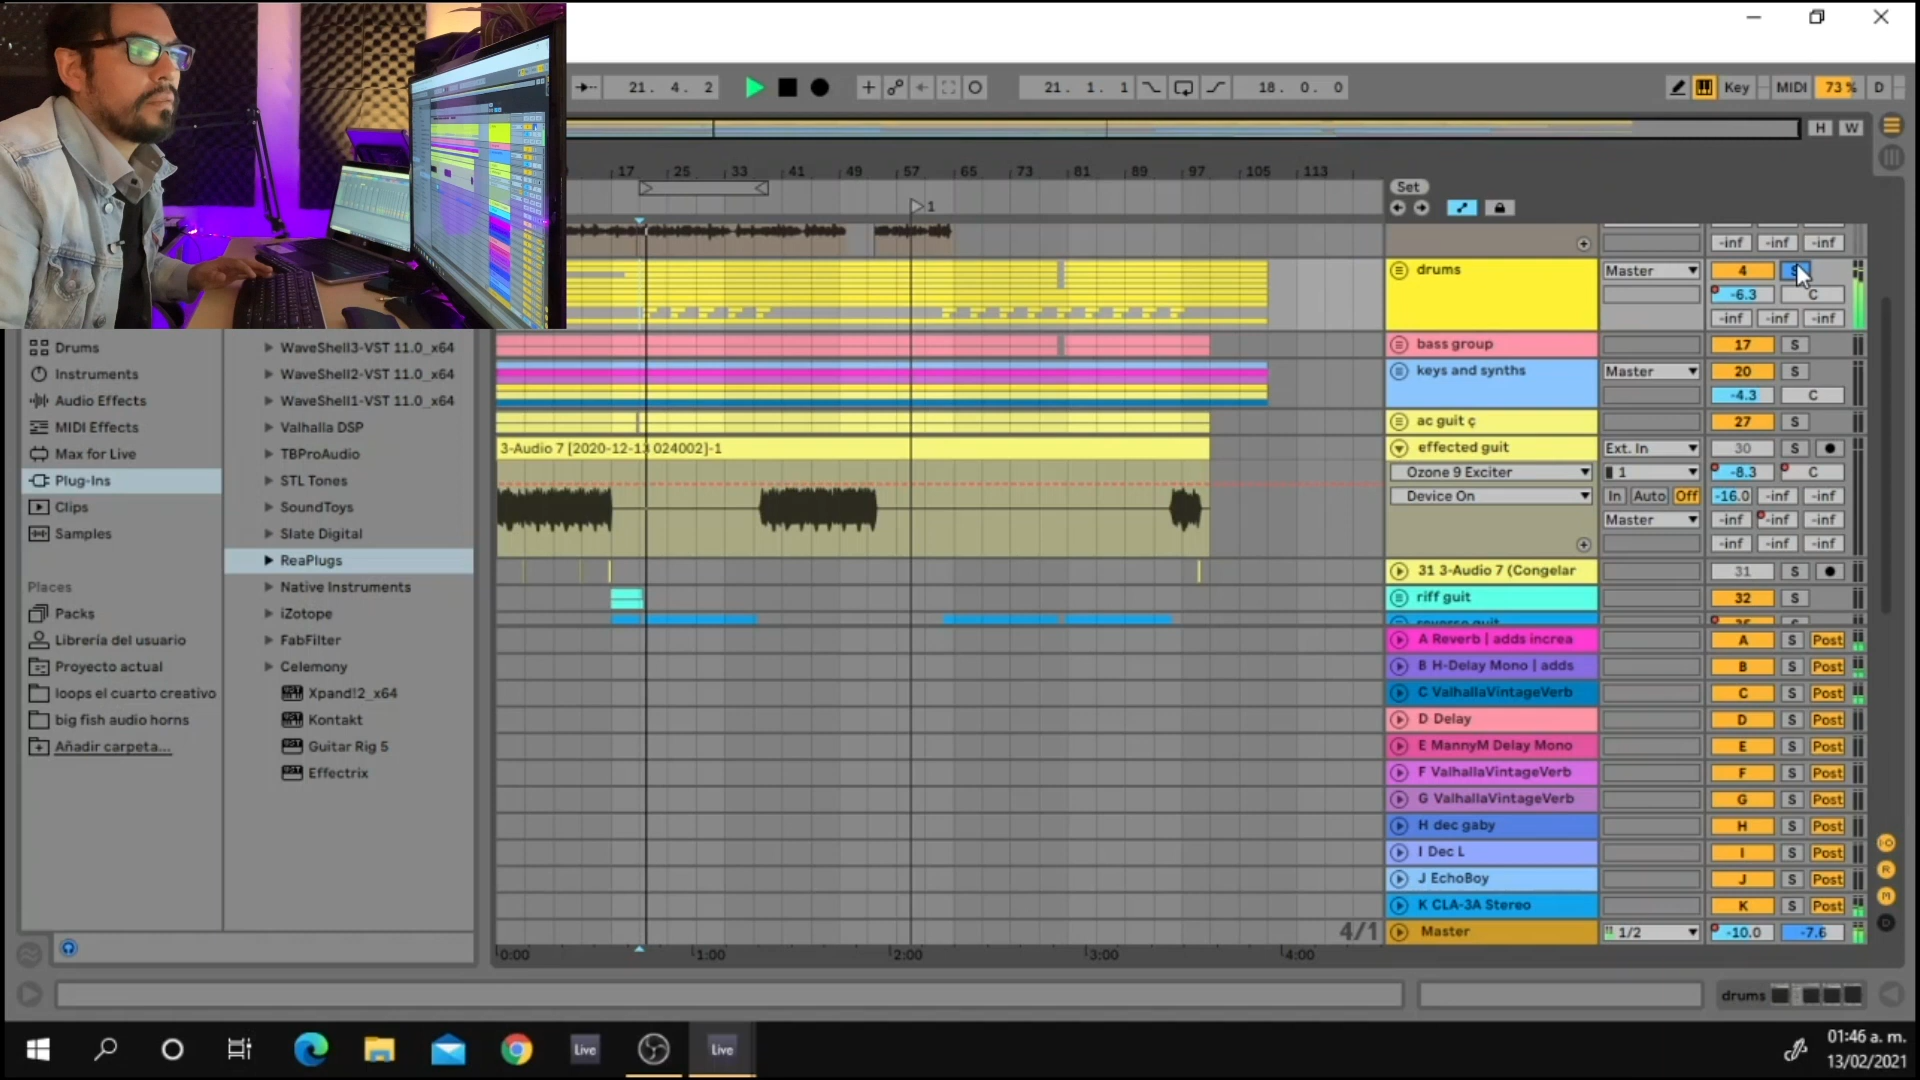 21. 4. 2
21. 1. 1
18. 0. 0
Key
MIDI
73 %
D
H
W
17
25
33
41
49
57
65
73
81
89
97
105
113
Set
1
-inf
-inf
-inf
drums
Master
4
S
-6.3
C
-inf
-inf
-inf
bass group
17
S
keys and synths
Master
20
S
-4.3
C
ac guit ç
27
S
3-Audio 7 [2020-12-13 024002]-1
effected guit
Ext. In
30
S
Ozone 9 Exciter
1
-8.3
C
Device On
In
Auto
Off
-16.0
-inf
-inf
Master
-inf
-inf
-inf
-inf
-inf
-inf
31 3-Audio 7 (Congelar
31
S
riff guit
32
S
A Reverb | adds increa
A
S
Post
B H-Delay Mono | adds
B
S
Post
C ValhallaVintageVerb
C
S
Post
D Delay
D
S
Post
E MannyM Delay Mono
E
S
Post
F ValhallaVintageVerb
F
S
Post
G ValhallaVintageVerb
G
S
Post
H dec gaby
H
S
Post
I Dec L
I
S
Post
J EchoBoy
J
S
Post
K CLA-3A Stereo
K
S
Post
4/1
Master
1/2
-10.0
-7.6
0:00
1:00
2:00
3:00
4:00
Drums
Instruments
Audio Effects
MIDI Effects
Max for Live
Plug-Ins
Clips
Samples
Places
Packs
Librería del usuario
Proyecto actual
loops el cuarto creativo
big fish audio horns
Añadir carpeta...
WaveShell3-VST 11.0_x64
WaveShell2-VST 11.0_x64
WaveShell1-VST 11.0_x64
Valhalla DSP
TBProAudio
STL Tones
SoundToys
Slate Digital
ReaPlugs
Native Instruments
iZotope
FabFilter
Celemony
Xpand!2_x64
Kontakt
Guitar Rig 5
Effectrix
I·O
R
M
D
drums
Live
Live
01:46 a. m.
13/02/2021